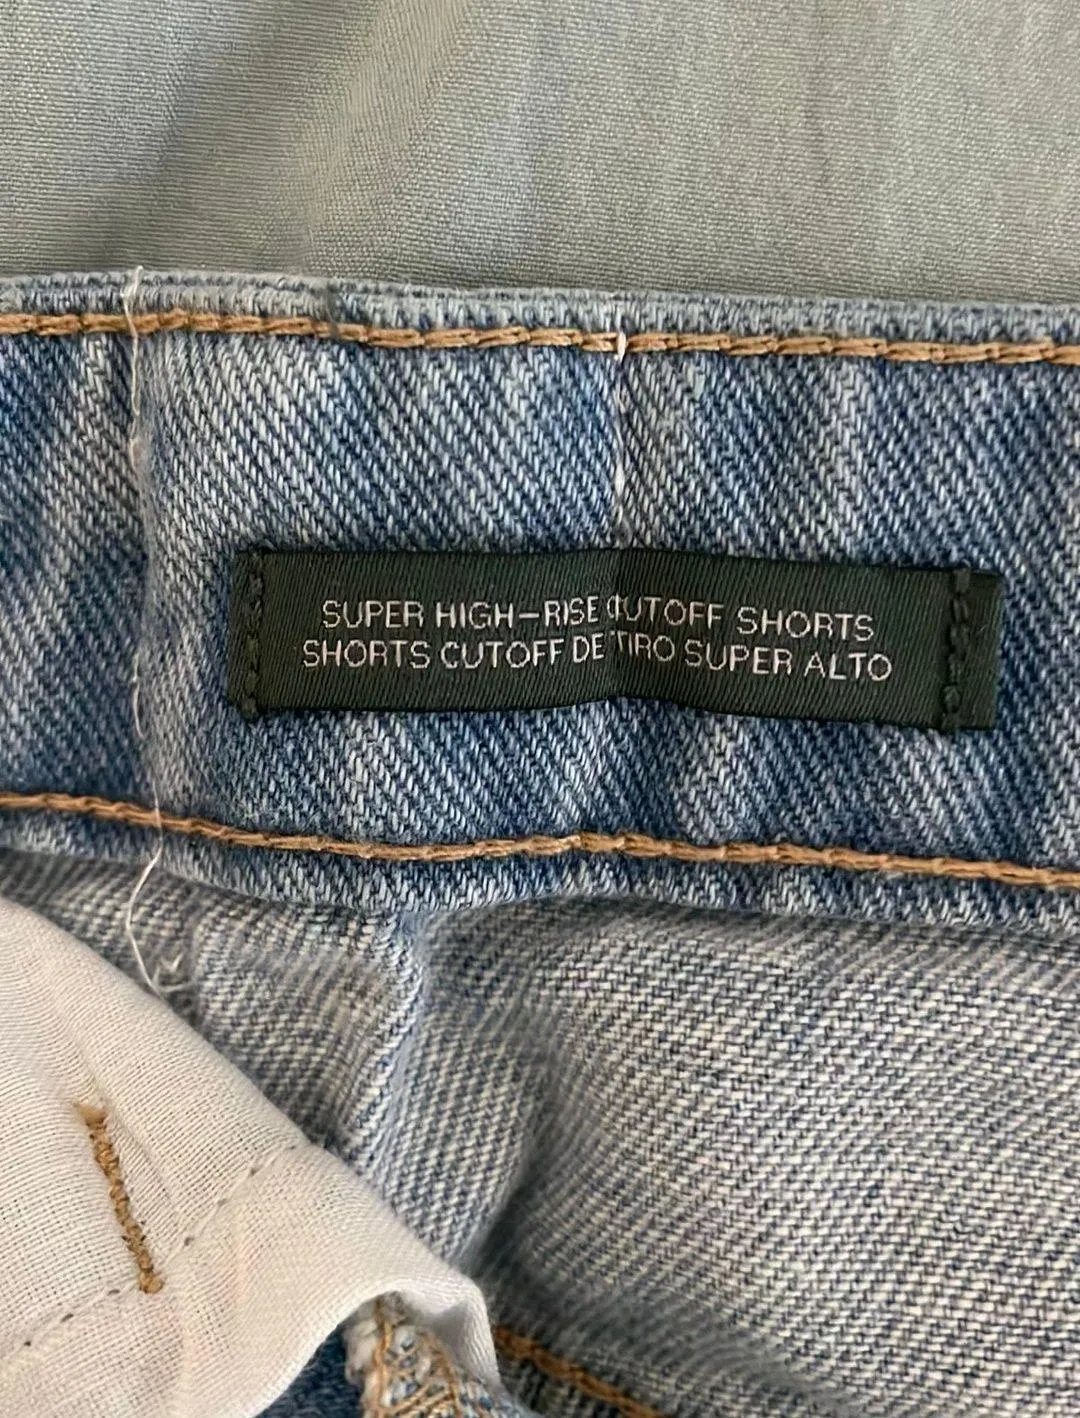 SUPER HIGH-RISE CUTOFF SHORTS
SHORTS CUTOFF DE TIRO SUPER ALTO